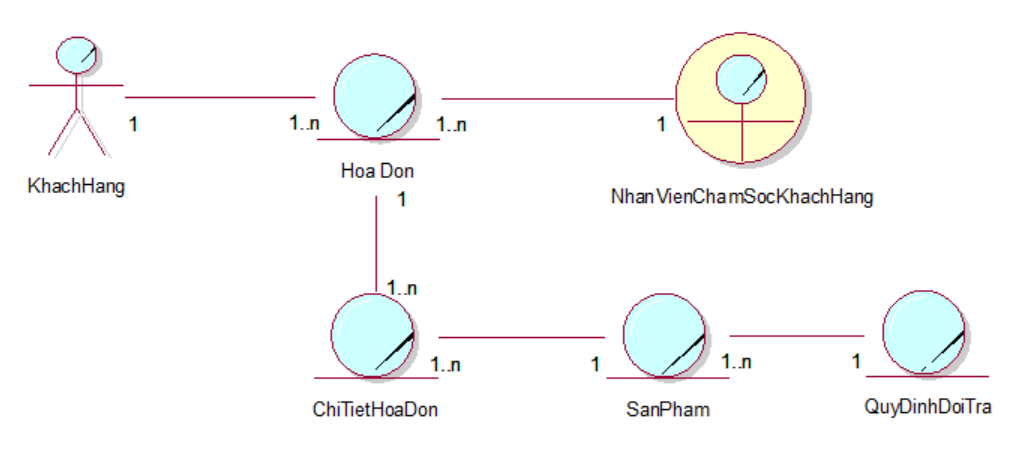 1
1..n
1..n
1
KhachHang
Hoa Don
NhanVienChamSocKhachHang
1
1..n
1..n
1
1..n
1
ChiTietHoaDon
SanPham
QuyDinhDoiTra